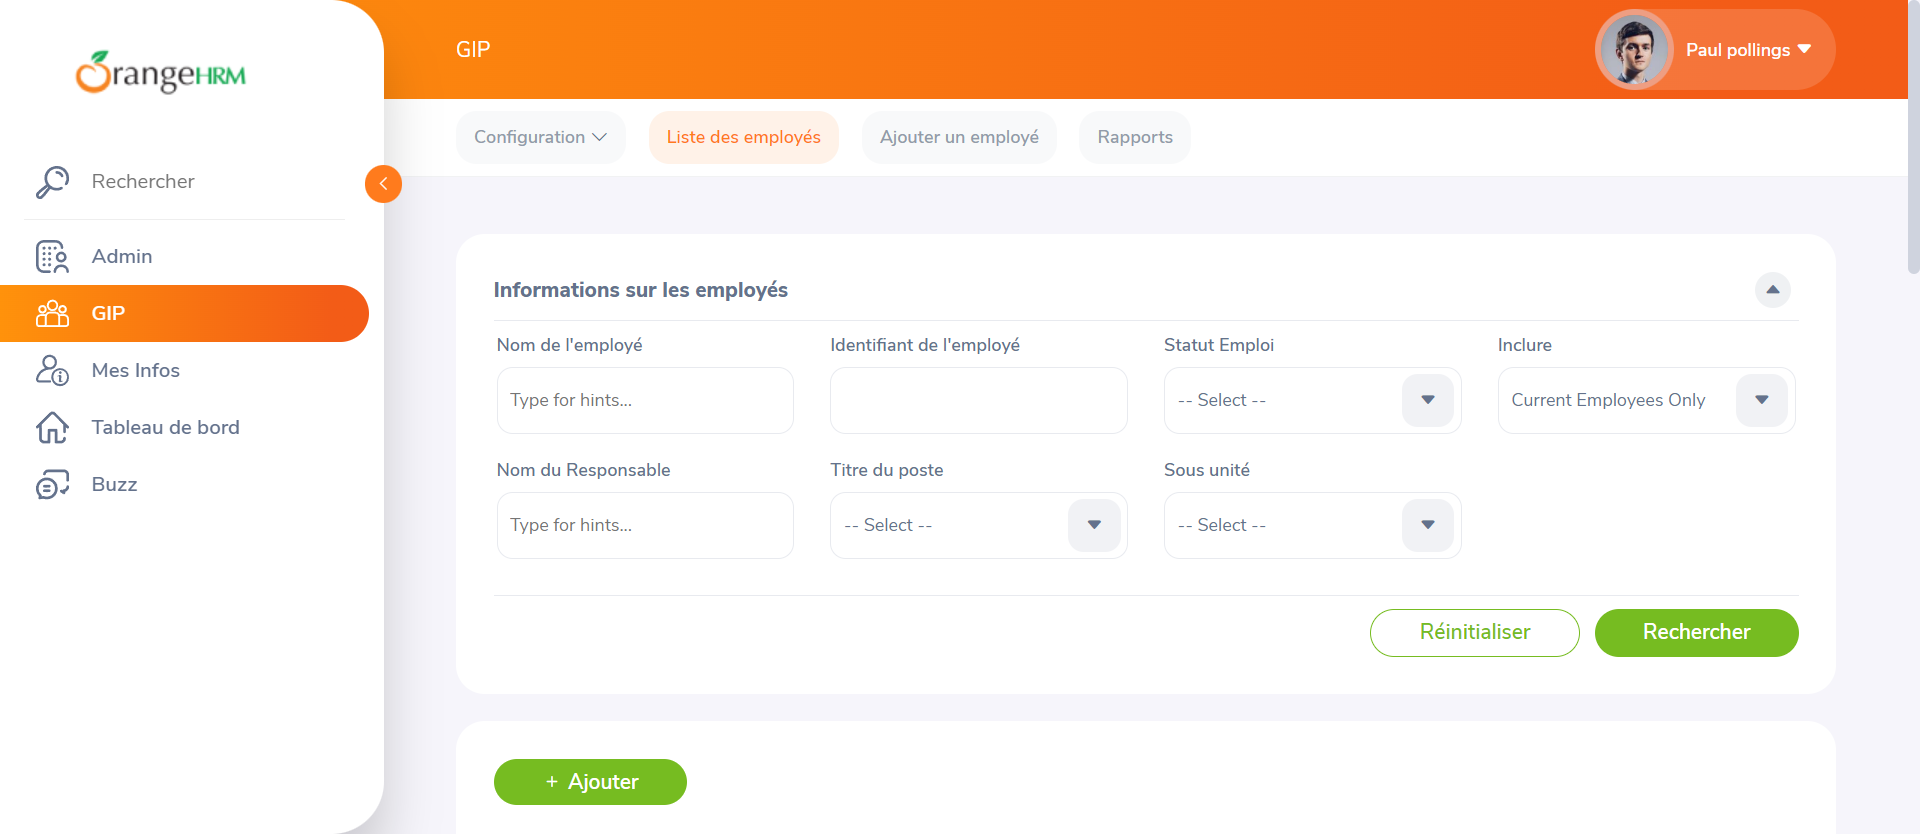 OrangeHRM
Rechercher
Admin
GIP
Mes Infos
Tableau de bord
Buzz
GIP
Paul pollings
Configuration
Liste des employés
Ajouter un employé
Rapports
Informations sur les employés
Nom de l'employé
Identifiant de l'employé
Statut Emploi
Inclure
Type for hints...
-- Select --
Current Employees Only
Nom du Responsable
Titre du poste
Sous unité
Type for hints...
-- Select --
-- Select --
Réinitialiser
Rechercher
+ Ajouter